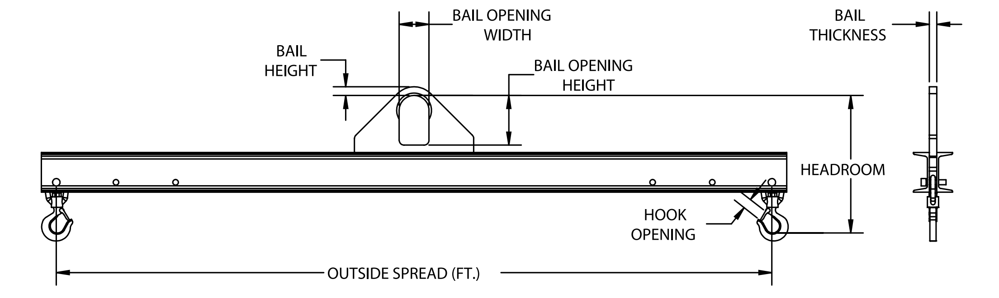 BAIL OPENING
WIDTH
BAIL
THICKNESS
BAIL
HEIGHT
BAIL OPENING
HEIGHT
HEADROOM
HOOK
OPENING
OUTSIDE SPREAD (FT.)